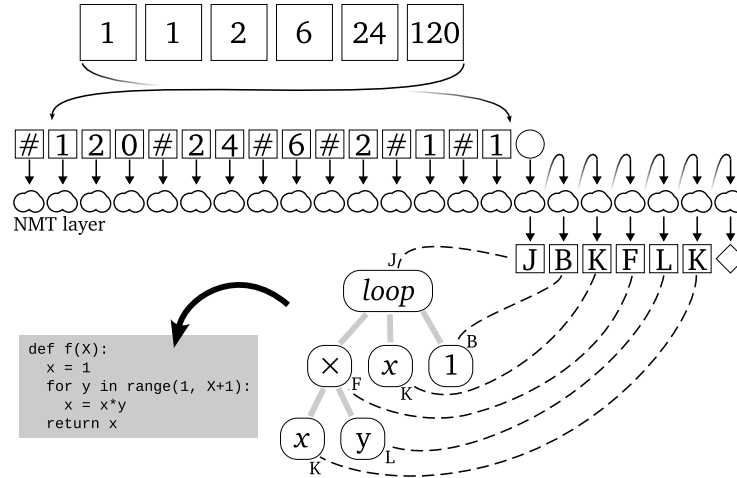 1 1 2 6 24 120
# 1 2 0 # 2 4 # 6 # 2 # 1 # 1
NMT layer
J B K F L K
J
loop
B
× x 1
F K
x y
K L
def f(X):
  x = 1
  for y in range(1, X+1):
    x = x*y
  return x